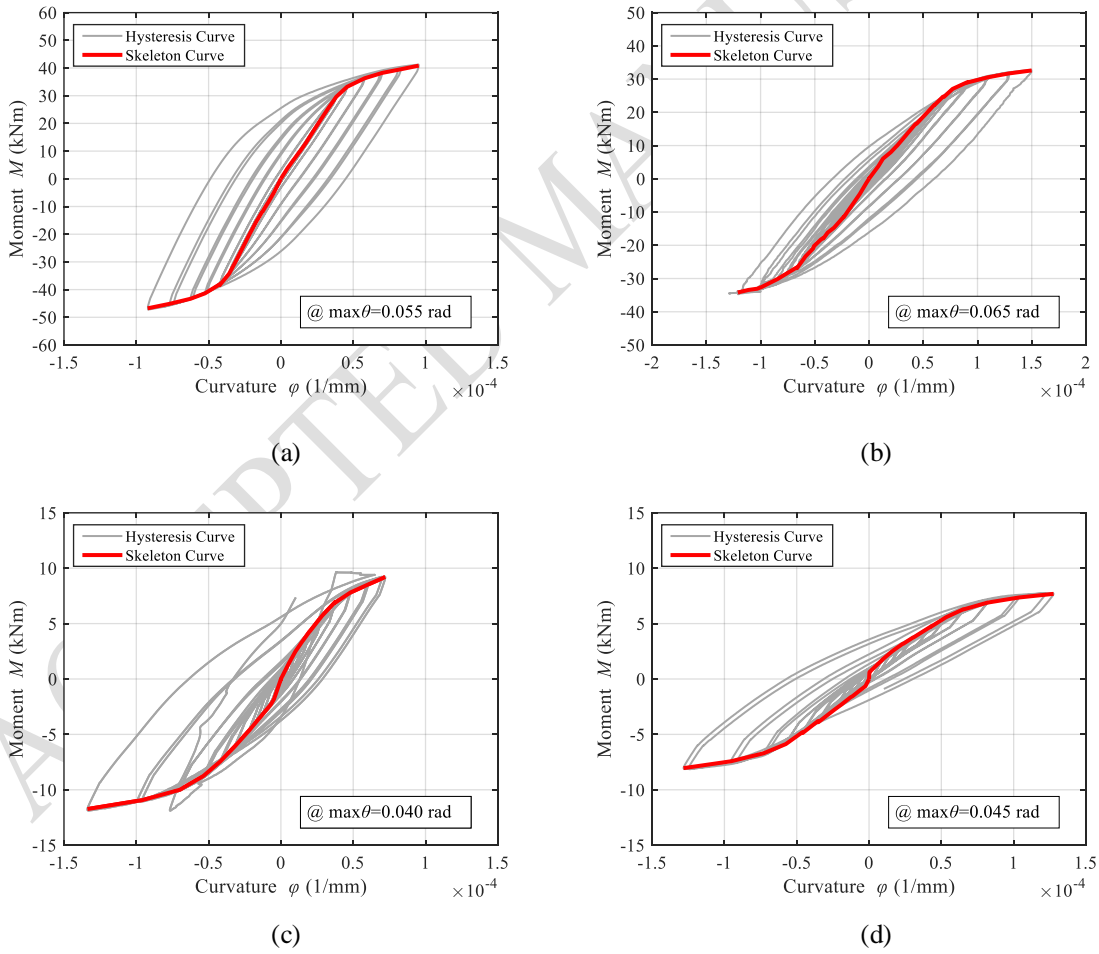 60
50
40
30
20
10
0
-10
-20
-30
-40
-50
-60
Moment M (kNm)
Hysteresis Curve
Skeleton Curve
@ maxθ=0.055 rad
-1.5 -1 -0.5 0 0.5 1 1.5
Curvature φ (1/mm)
×10-4
(a)
50
40
30
20
10
0
-10
-20
-30
-40
-50
Moment M (kNm)
Hysteresis Curve
Skeleton Curve
@ maxθ=0.065 rad
-2 -1.5 -1 -0.5 0 0.5 1 1.5 2
Curvature φ (1/mm)
×10-4
(b)
15
10
5
0
-5
-10
-15
Moment M (kNm)
Hysteresis Curve
Skeleton Curve
@ maxθ=0.040 rad
-1.5 -1 -0.5 0 0.5 1 1.5
Curvature φ (1/mm)
×10-4
(c)
15
10
5
0
-5
-10
-15
Moment M (kNm)
Hysteresis Curve
Skeleton Curve
@ maxθ=0.045 rad
-1.5 -1 -0.5 0 0.5 1 1.5
Curvature φ (1/mm)
×10-4
(d)